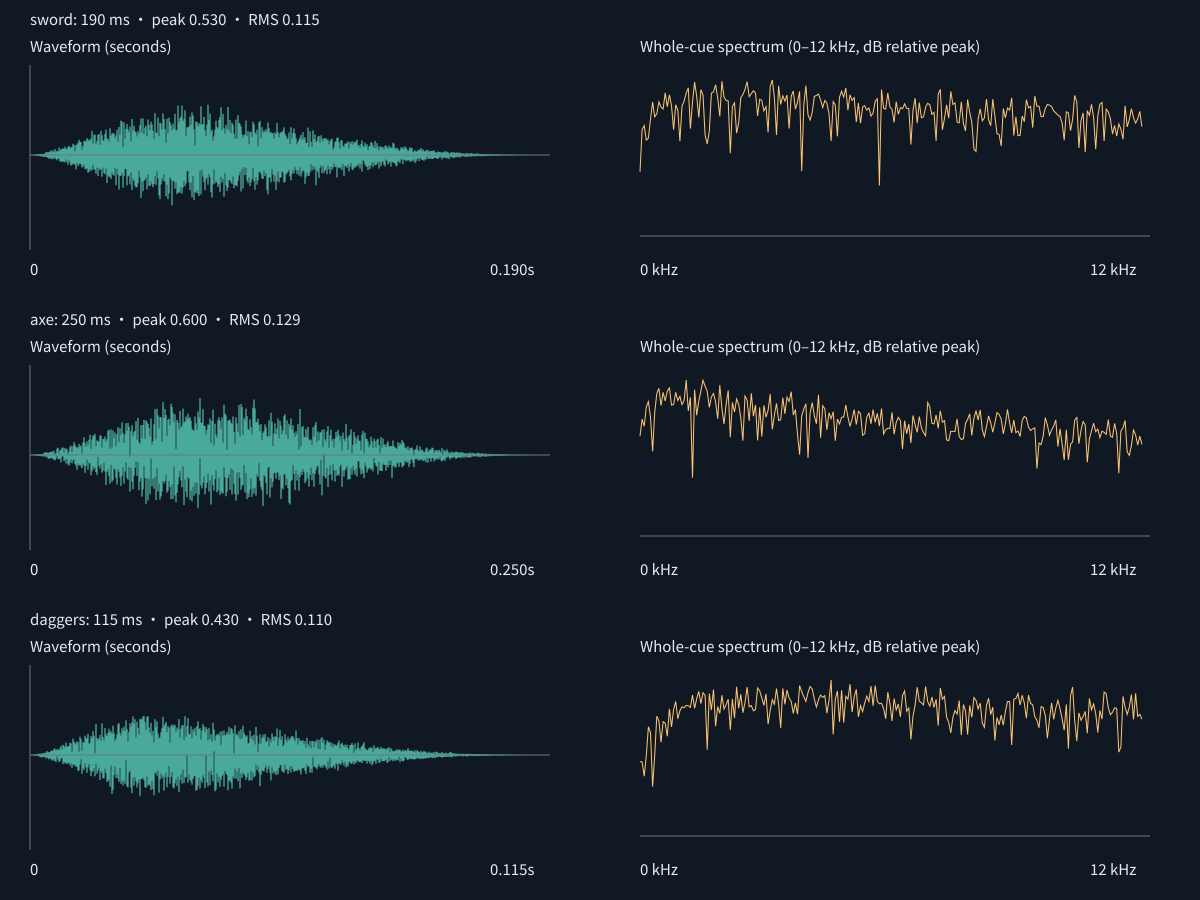 sword: 190 ms • peak 0.530 • RMS 0.115
Waveform (seconds)
Whole-cue spectrum (0–12 kHz, dB relative peak)
0
0.190s
0 kHz
12 kHz
axe: 250 ms • peak 0.600 • RMS 0.129
Waveform (seconds)
Whole-cue spectrum (0–12 kHz, dB relative peak)
0
0.250s
0 kHz
12 kHz
daggers: 115 ms • peak 0.430 • RMS 0.110
Waveform (seconds)
Whole-cue spectrum (0–12 kHz, dB relative peak)
0
0.115s
0 kHz
12 kHz